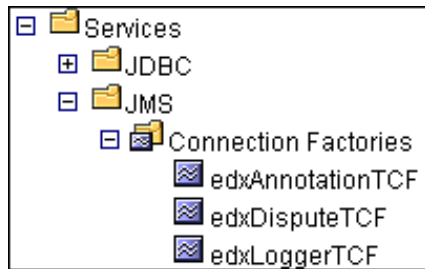 Services
JDBC
JMS
Connection Factories
edxAnnotationTCF
edxDisputeTCF
edxLoggerTCF